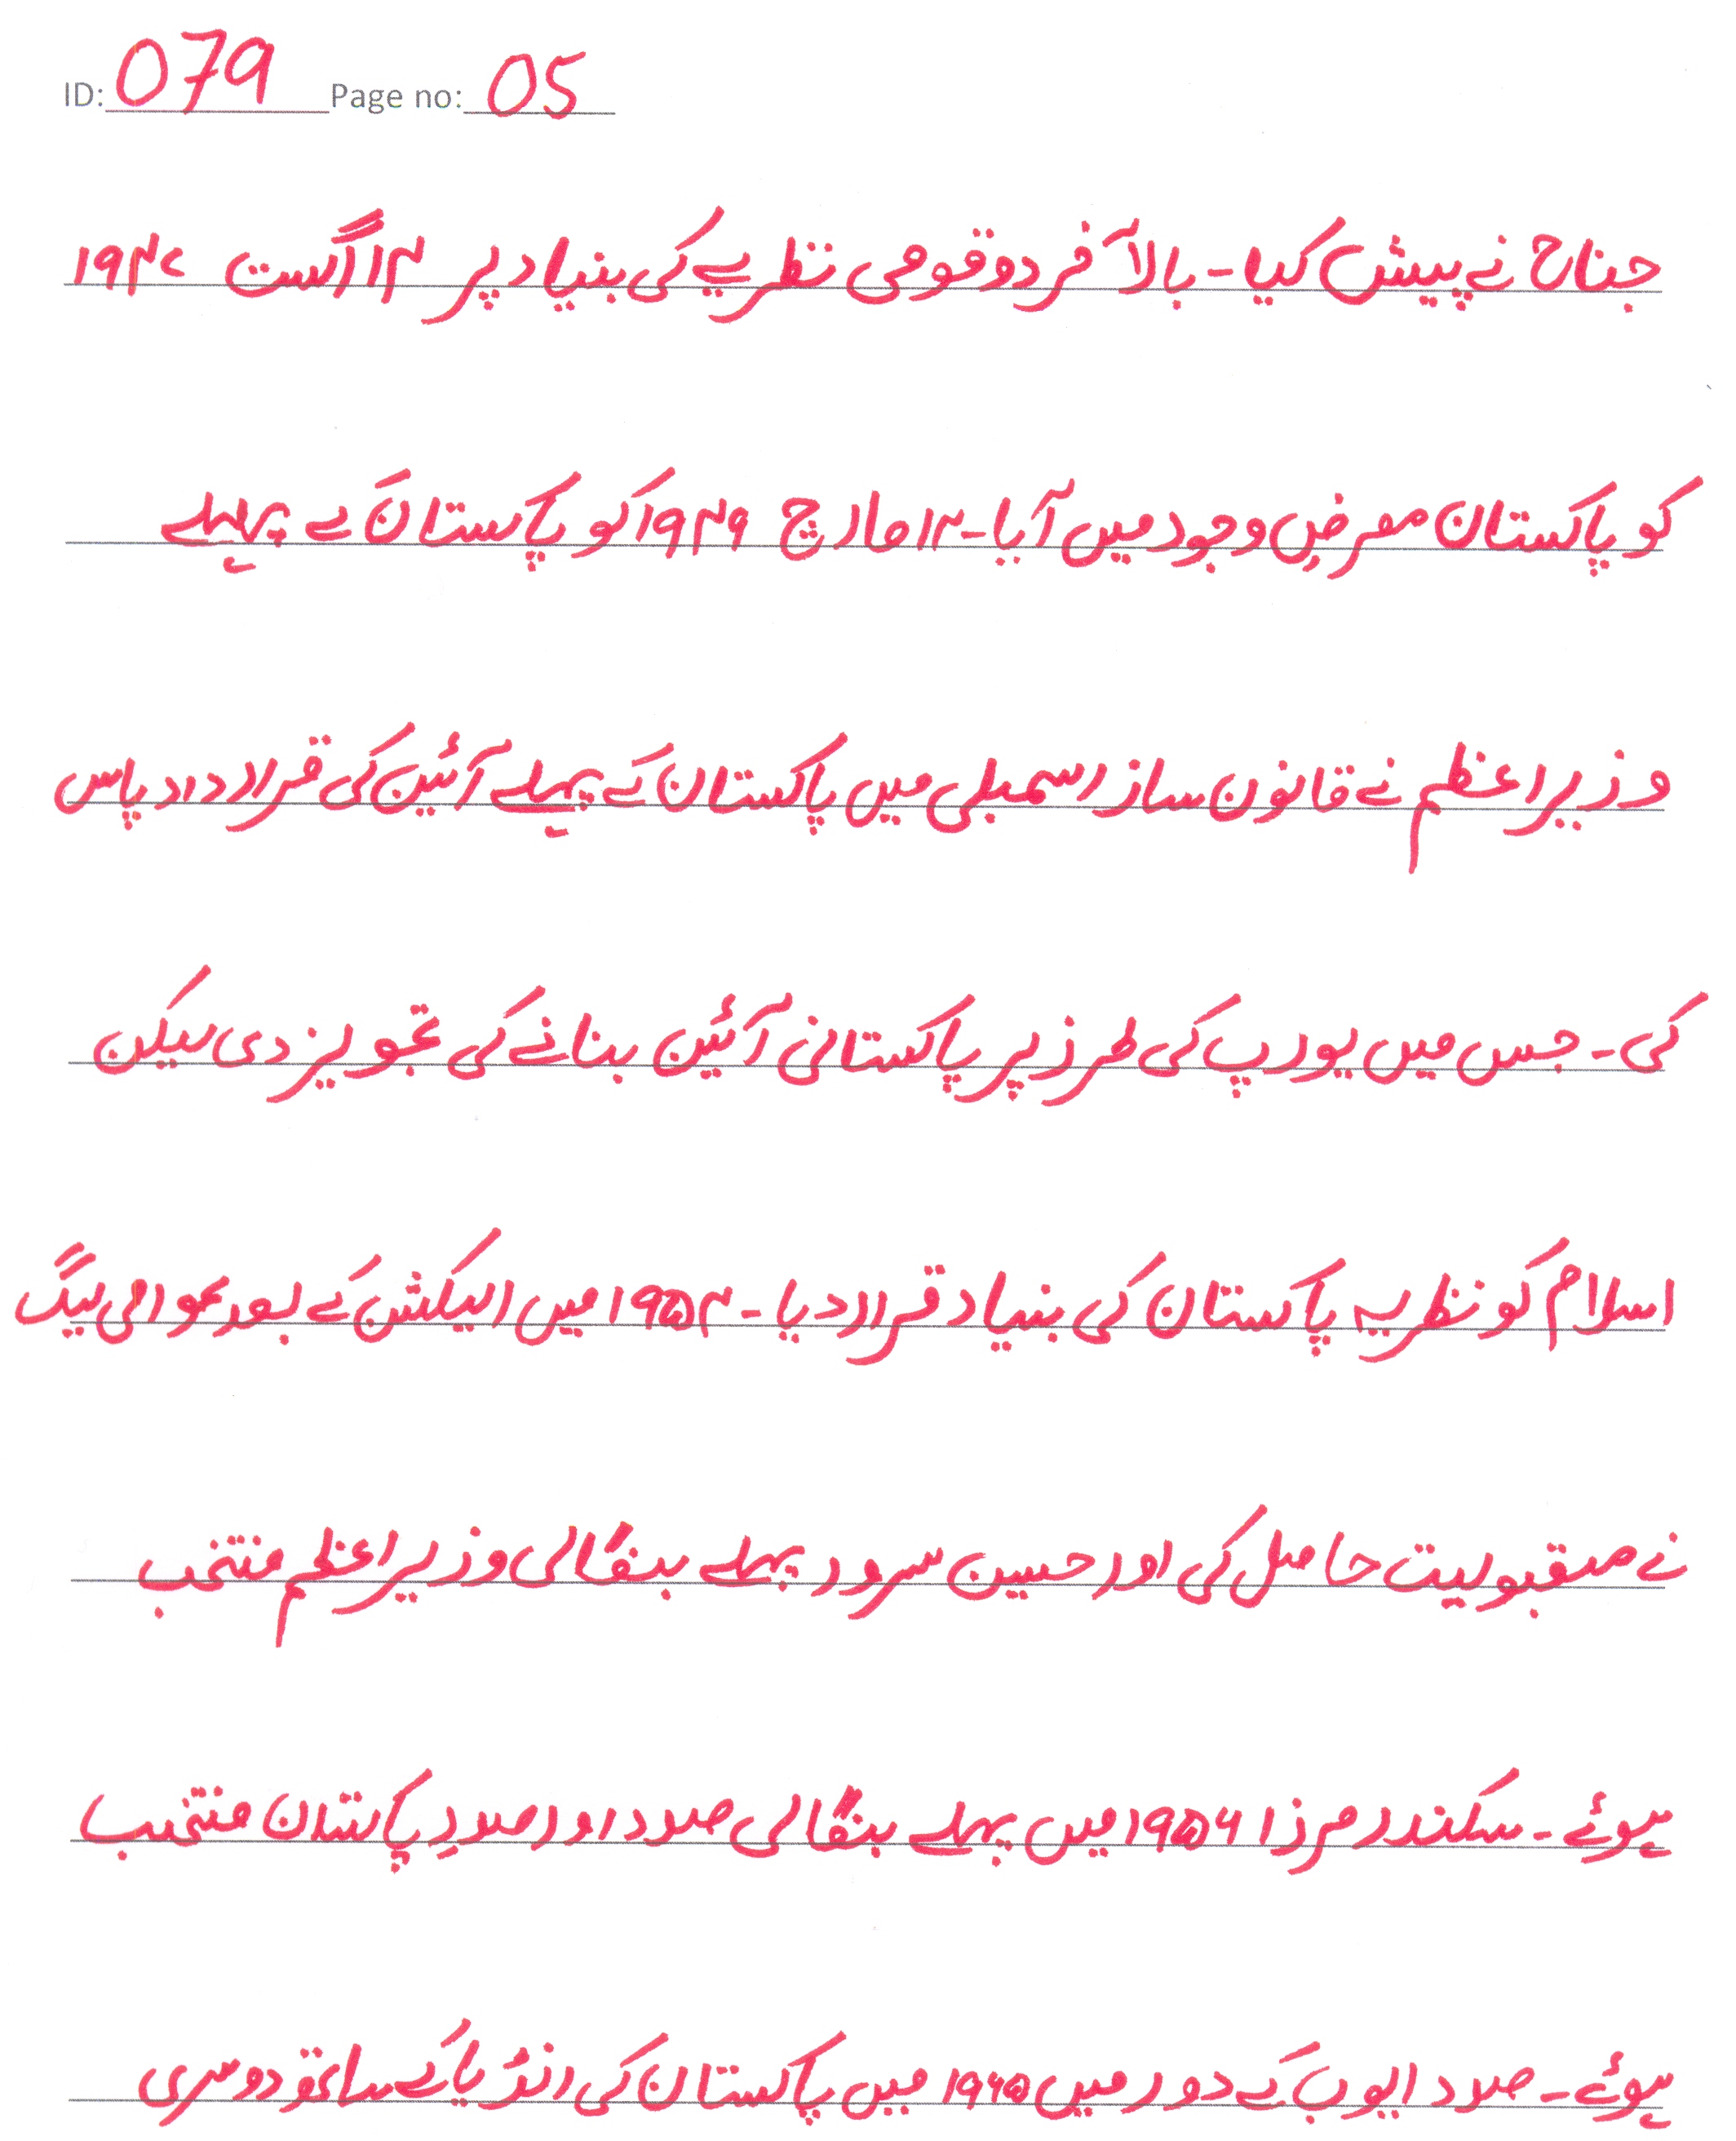 ID: 079 Page no: 05
جناح نے پیش کیا۔ بالآخر دوقومی نظریے کی بنیاد پر ۱۴ اگست ۱۹۴۷
کو پاکستان معرضِ وجود میں آیا۔ ۱۲ مارچ ۱۹۴۹ کو پاکستان کے پہلے
وزیراعظم نے قانون ساز اسمبلی میں پاکستان کے پہلے آئین کی قرارداد پاس
کی۔ جس میں یورپ کی طرز پر پاکستانی آئین بنانے کی تجویز دی لیکن
اسلام کو نظریہ پاکستان کی بنیاد قرار دیا۔ ۱۹۵۴ میں الیکشن کے بعد عوامی لیگ
نے مقبولیت حاصل کی اور حسین سرور پہلے بنگالی وزیراعظم منتخب
ہوئے۔ سکندر مرزا ۱۹۵۶ میں پہلے بنگالی صدر اور صدرِ پاکستان منتخب
ہوئے۔ صدر ایوب کے دور میں ۱۹۶۵ میں پاکستان کی انڈیا کے ساتھ دوسری